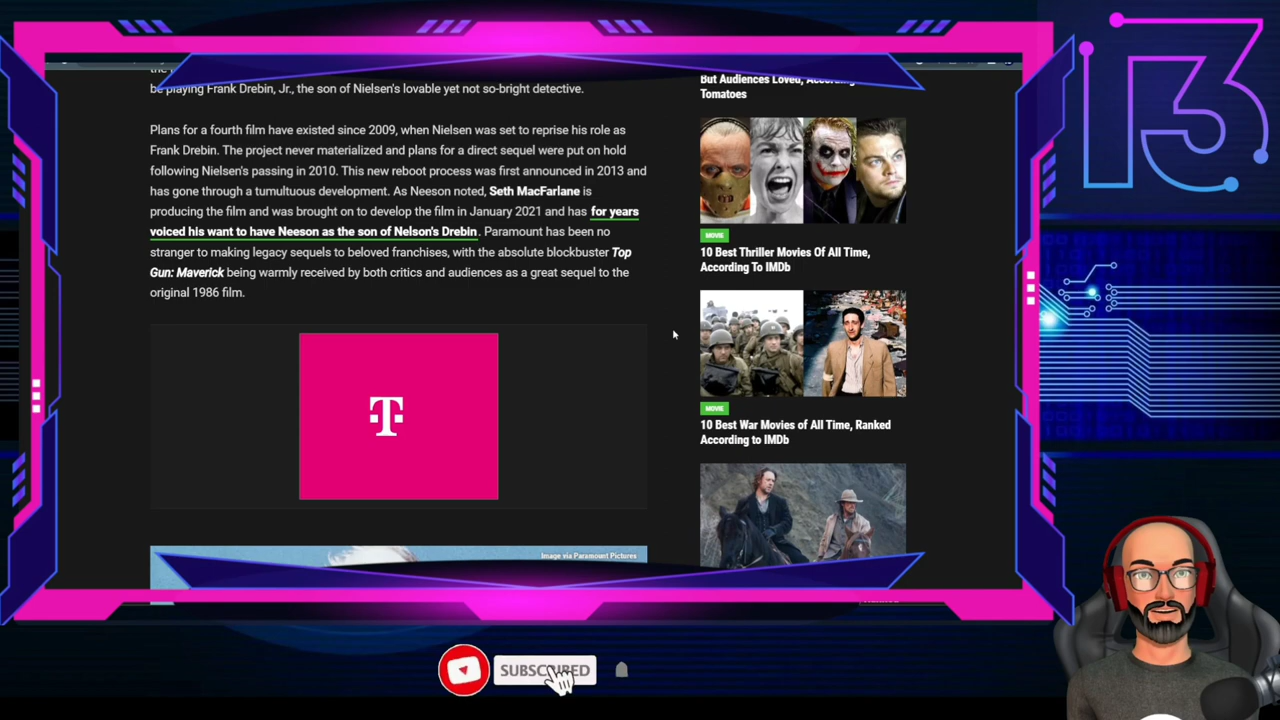 be playing Frank Drebin, Jr., the son of Nielsen's lovable yet not so-bright detective.
Plans for a fourth film have existed since 2009, when Nielsen was set to reprise his role as
Frank Drebin. The project never materialized and plans for a direct sequel were put on hold
following Nielsen's passing in 2010. This new reboot process was first announced in 2013 and
has gone through a tumultuous development. As Neeson noted, Seth MacFarlane is
producing the film and was brought on to develop the film in January 2021 and has for years
voiced his want to have Neeson as the son of Nelson's Drebin. Paramount has been no
stranger to making legacy sequels to beloved franchises, with the absolute blockbuster Top
Gun: Maverick being warmly received by both critics and audiences as a great sequel to the
original 1986 film.
T
Image via Paramount Pictures
But Audiences Loved, According
Tomatoes
MOVIE
10 Best Thriller Movies Of All Time,
According To IMDb
MOVIE
10 Best War Movies of All Time, Ranked
According to IMDb
13
SUBSCRIBED